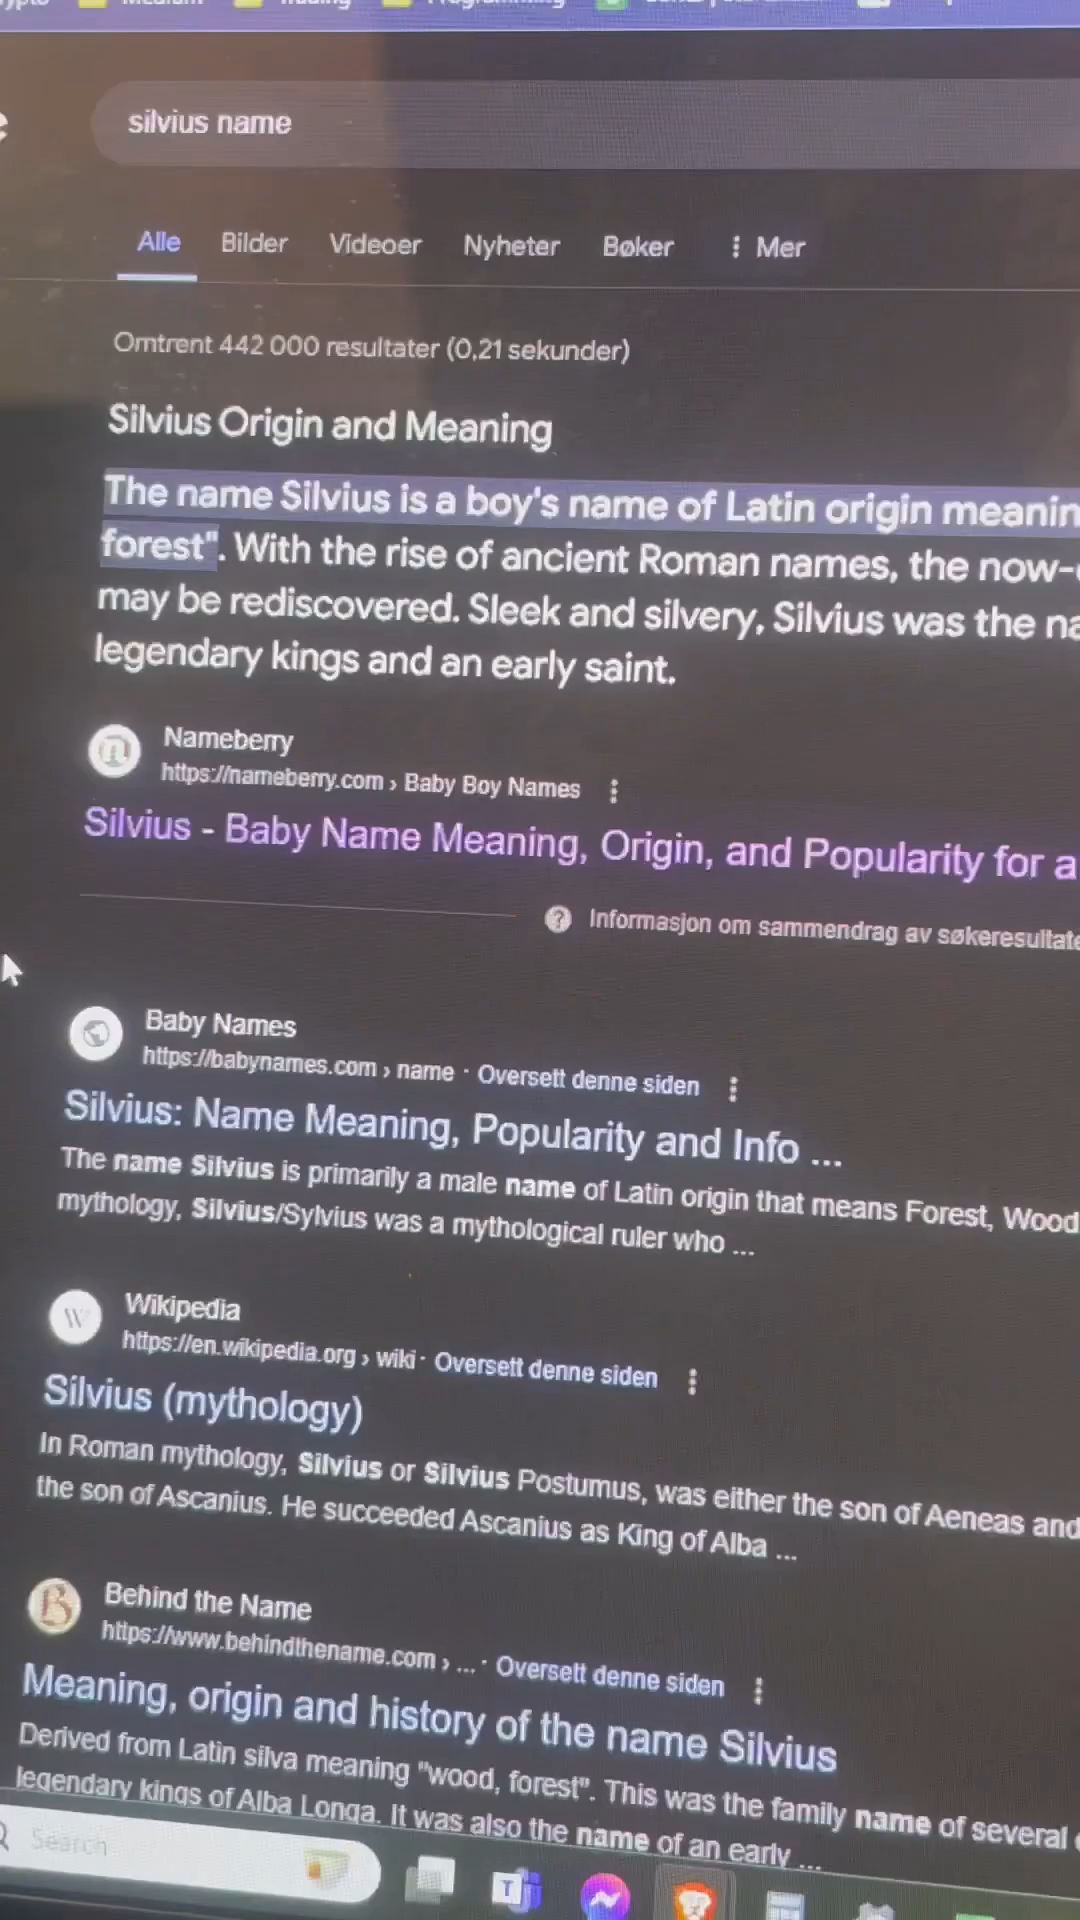 Trading
Programming
silvius name
Alle Bilder Videoer Nyheter Bøker Mer
Omtrent 442 000 resultater (0,21 sekunder)
Silvius Origin and Meaning
The name Silvius is a boy's name of Latin origin meanin
forest". With the rise of ancient Roman names, the now-
may be rediscovered. Sleek and silvery, Silvius was the na
legendary kings and an early saint.
Nameberry
https://nameberry.com › Baby Boy Names
Silvius - Baby Name Meaning, Origin, and Popularity for a
Informasjon om sammendrag av søkeresultate
Baby Names
https://babynames.com › name · Oversett denne siden
Silvius: Name Meaning, Popularity and Info ...
The name Silvius is primarily a male name of Latin origin that means Forest, Wood
mythology, Silvius/Sylvius was a mythological ruler who ...
W
Wikipedia
https://en.wikipedia.org › wiki · Oversett denne siden
Silvius (mythology)
In Roman mythology, Silvius or Silvius Postumus, was either the son of Aeneas and
the son of Ascanius. He succeeded Ascanius as King of Alba ...
B
Behind the Name
https://www.behindthename.com › ... · Oversett denne siden
Meaning, origin and history of the name Silvius
Derived from Latin silva meaning "wood, forest". This was the family name of several
legendary kings of Alba Longa. It was also the name of an early ...
Search
T